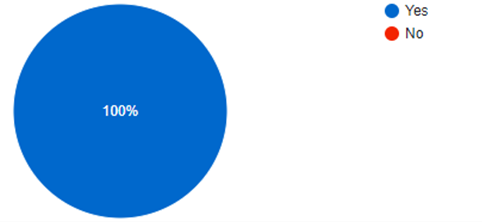 Yes
No
100%